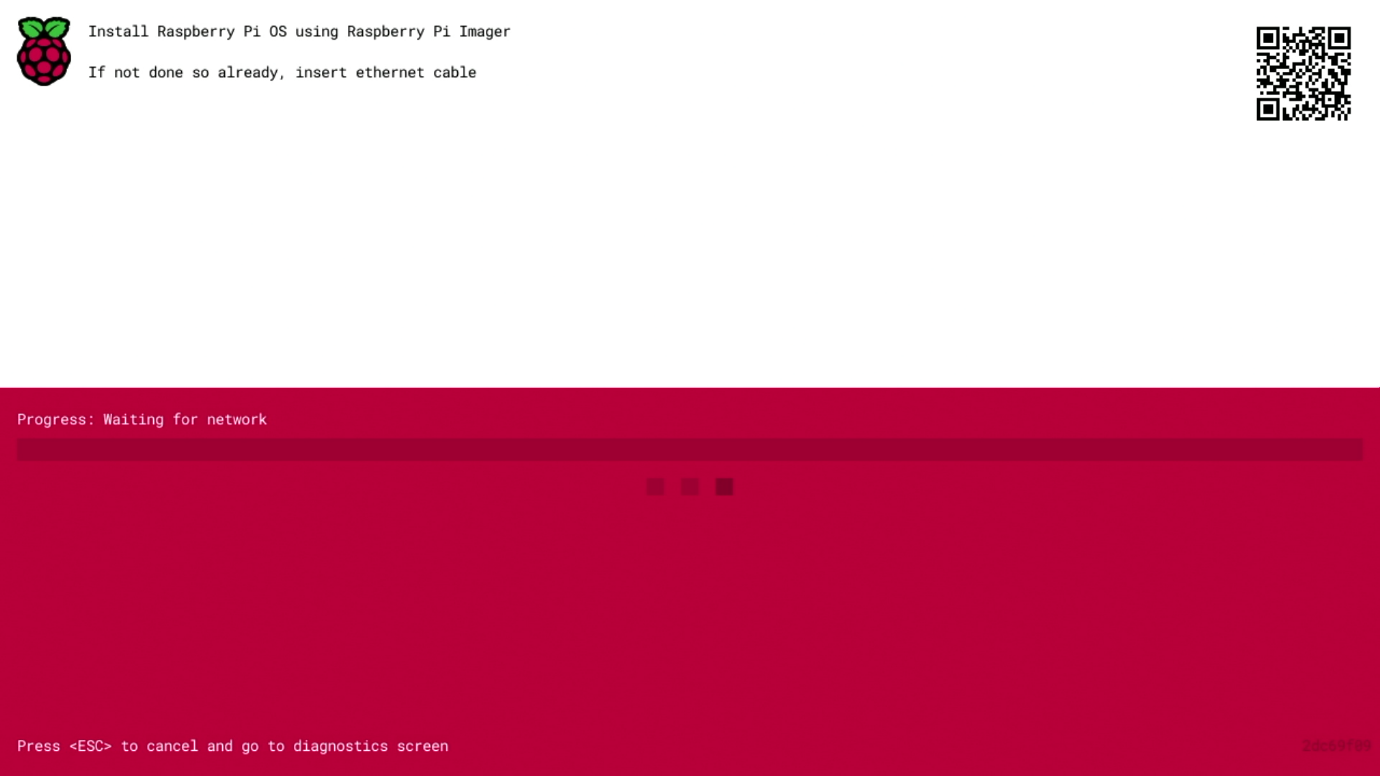 Install Raspberry Pi OS using Raspberry Pi Imager
If not done so already, insert ethernet cable
Progress: Waiting for network
Press <ESC> to cancel and go to diagnostics screen